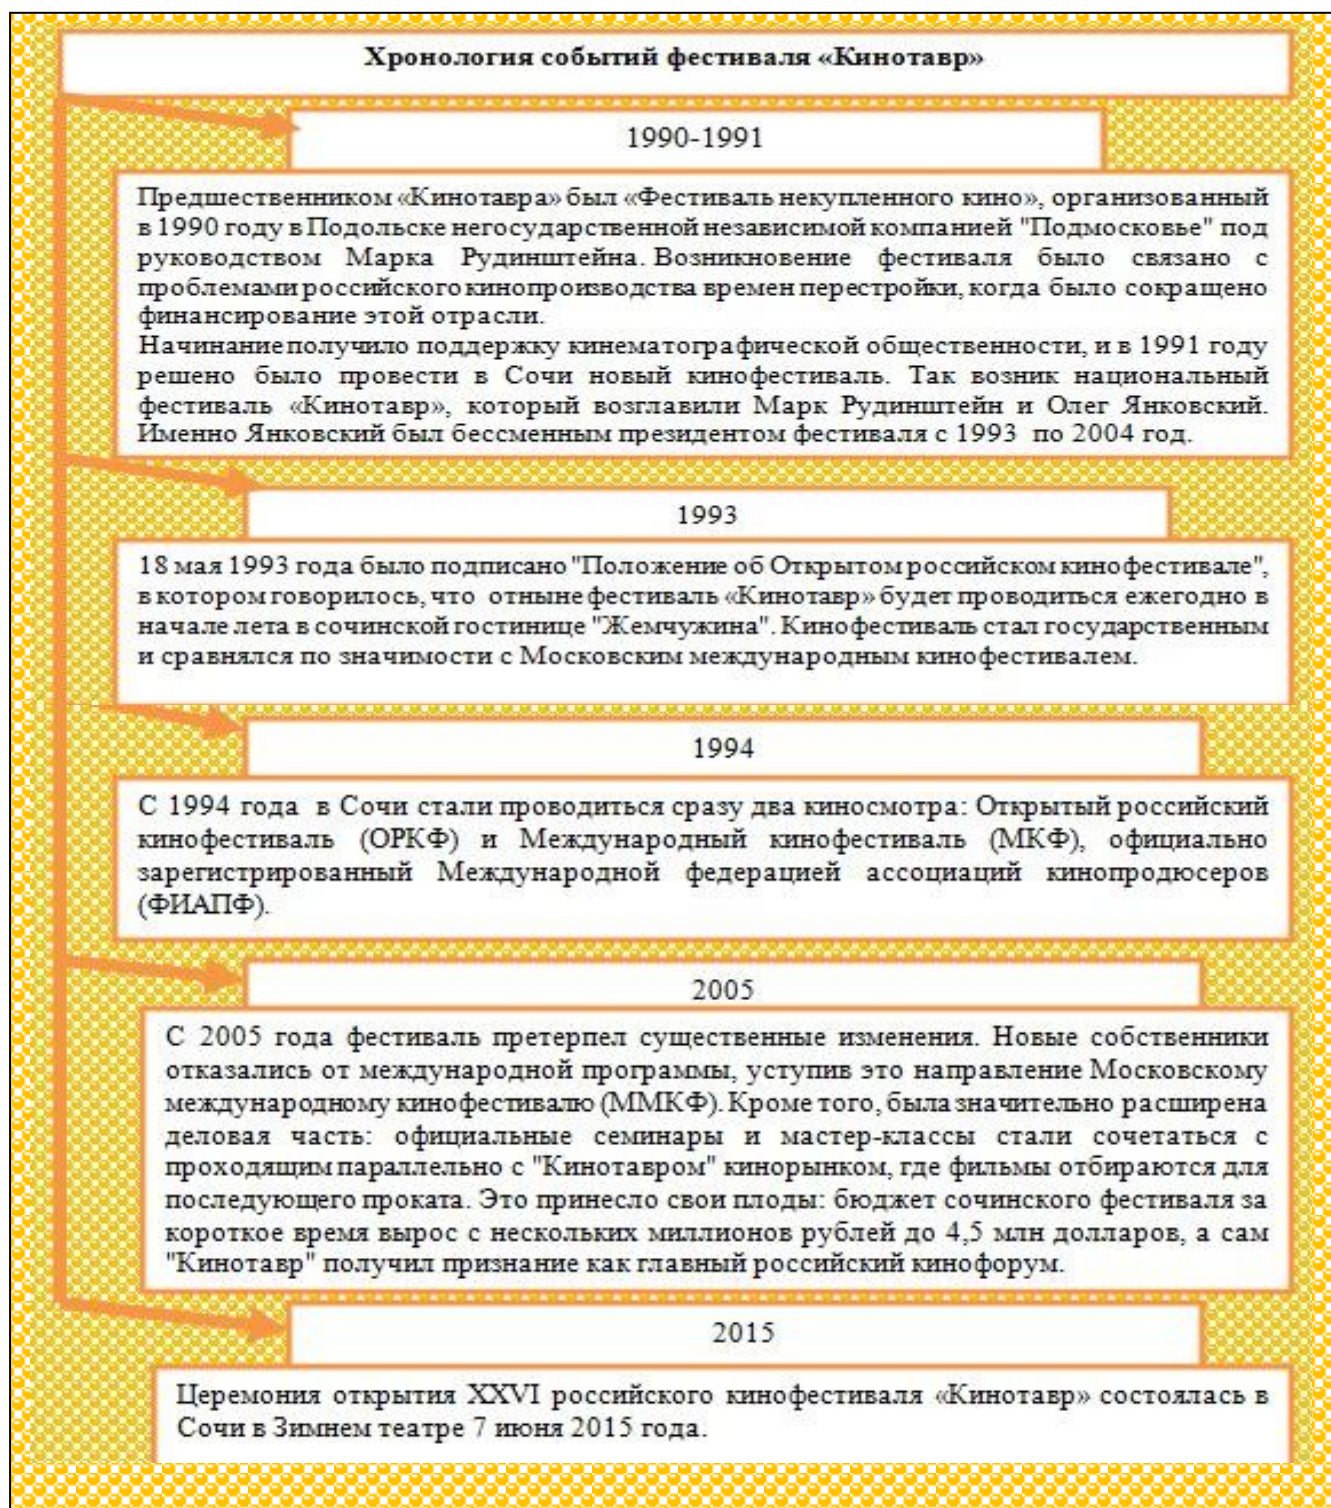 Хронология событий фестиваля «Кинотавр»
1990-1991
Предшественником «Кинотавра» был «Фестиваль некупленного кино», организованный
в 1990 году в Подольске негосударственной независимой компанией "Подмосковье" под
руководством Марка Рудинштейна. Возникновение фестиваля было связано с
проблемами российского кинопроизводства времен перестройки, когда было сокращено
финансирование этой отрасли.
Начинание получило поддержку кинематографической общественности, и в 1991 году
решено было провести в Сочи новый кинофестиваль. Так возник национальный
фестиваль «Кинотавр», который возглавили Марк Рудинштейн и Олег Янковский.
Именно Янковский был бессменным президентом фестиваля с 1993 по 2004 год.
1993
18 мая 1993 года было подписано "Положение об Открытом российском кинофестивале",
в котором говорилось, что отныне фестиваль «Кинотавр» будет проводиться ежегодно в
начале лета в сочинской гостинице "Жемчужина". Кинофестиваль стал государственным
и сравнялся по значимости с Московским международным кинофестивалем.
1994
С 1994 года в Сочи стали проводиться сразу два киносмотра: Открытый российский
кинофестиваль (ОРКФ) и Международный кинофестиваль (МКФ), официально
зарегистрированный Международной федерацией ассоциаций кинопродюсеров
(ФИАПФ).
2005
С 2005 года фестиваль претерпел существенные изменения. Новые собственники
отказались от международной программы, уступив это направление Московскому
международному кинофестивалю (ММКФ). Кроме того, была значительно расширена
деловая часть: официальные семинары и мастер-классы стали сочетаться с
проходящим параллельно с "Кинотавром" кинорынком, где фильмы отбираются для
последующего проката. Это принесло свои плоды: бюджет сочинского фестиваля за
короткое время вырос с нескольких миллионов рублей до 4,5 млн долларов, а сам
"Кинотавр" получил признание как главный российский кинофорум.
2015
Церемония открытия XXVI российского кинофестиваля «Кинотавр» состоялась в
Сочи в Зимнем театре 7 июня 2015 года.